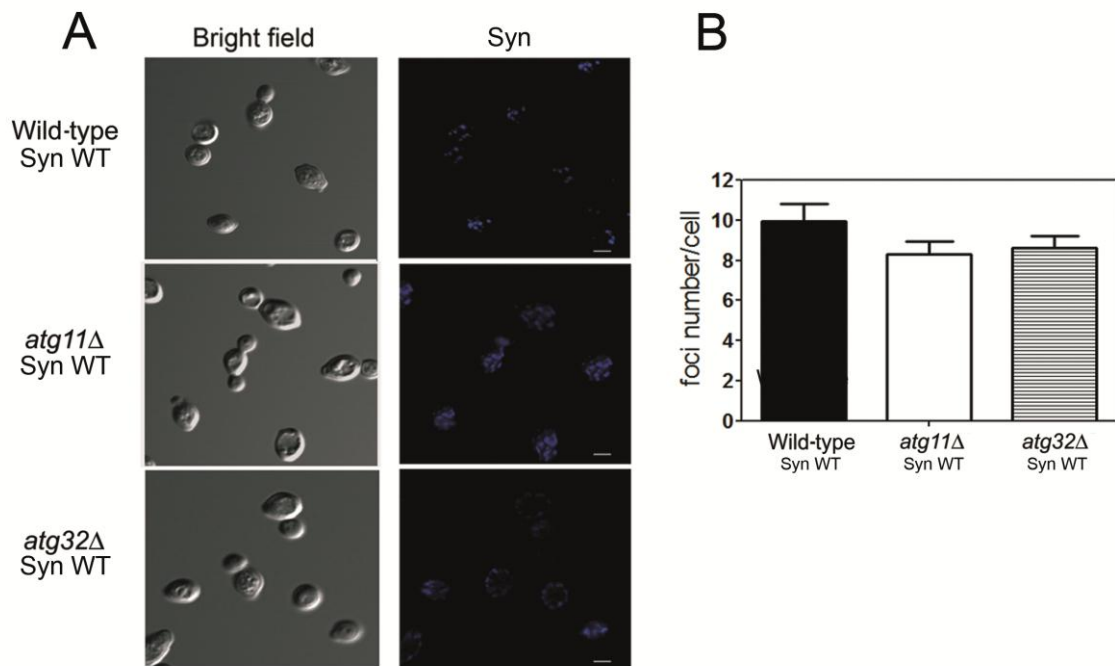 A
B
Bright field
Syn
Wild-type
Syn WT
atg11Δ
Syn WT
atg32Δ
Syn WT
foci number/cell
12
10
8
6
4
2
0
Wild-type
Syn WT
atg11Δ
Syn WT
atg32Δ
Syn WT